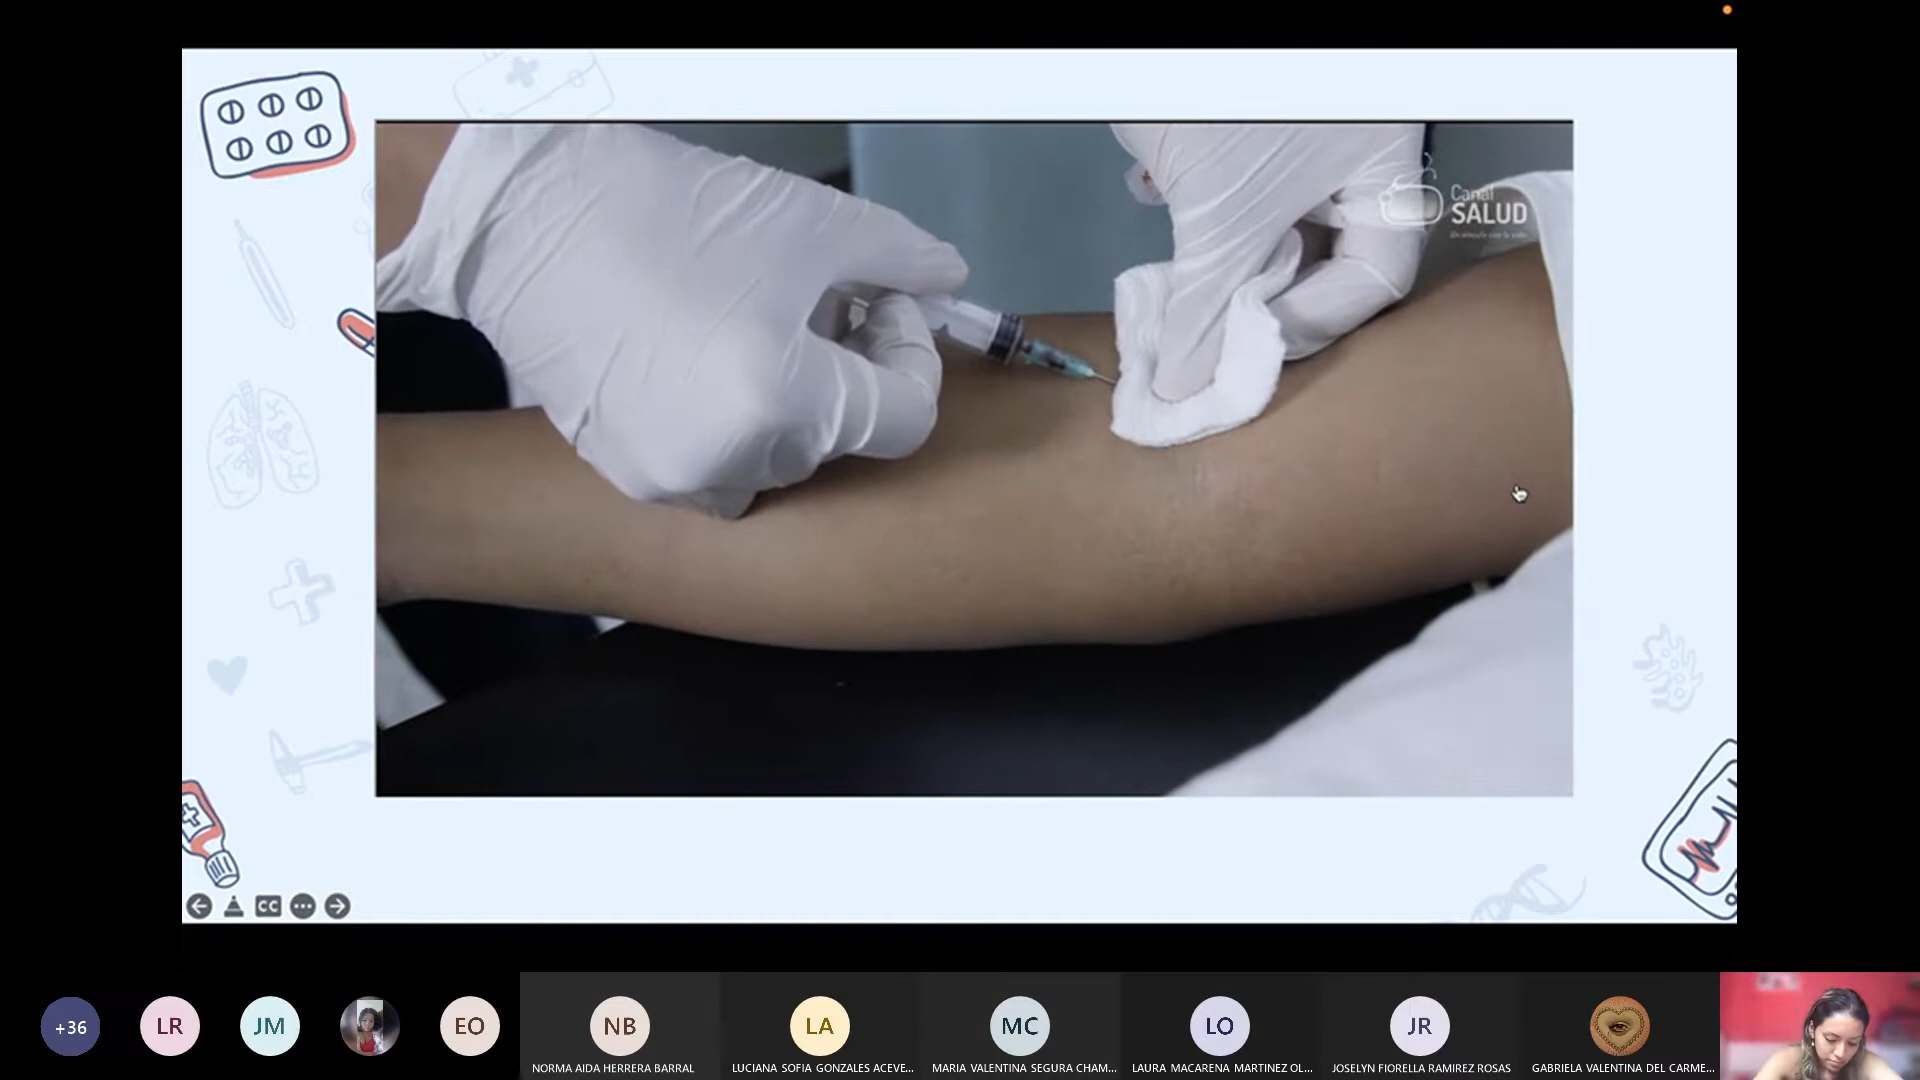 Canal
SALUD
CC
+36
LR
JM
EO
NB
LA
MC
LO
JR
NORMA AIDA HERRERA BARRAL
LUCIANA SOFIA GONZALES ACEVE...
MARIA VALENTINA SEGURA CHAM...
LAURA MACARENA MARTINEZ OL...
JOSELYN FIORELLA RAMIREZ ROSAS
GABRIELA VALENTINA DEL CARME...